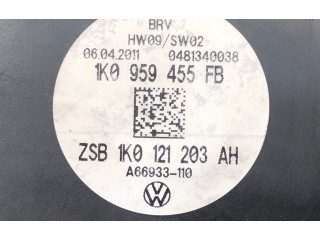 BRV
HW09/SW02
06.04.2011 0481340038
1K0 959 455 FB
ZSB 1K0 121 203 AH
A66933-110